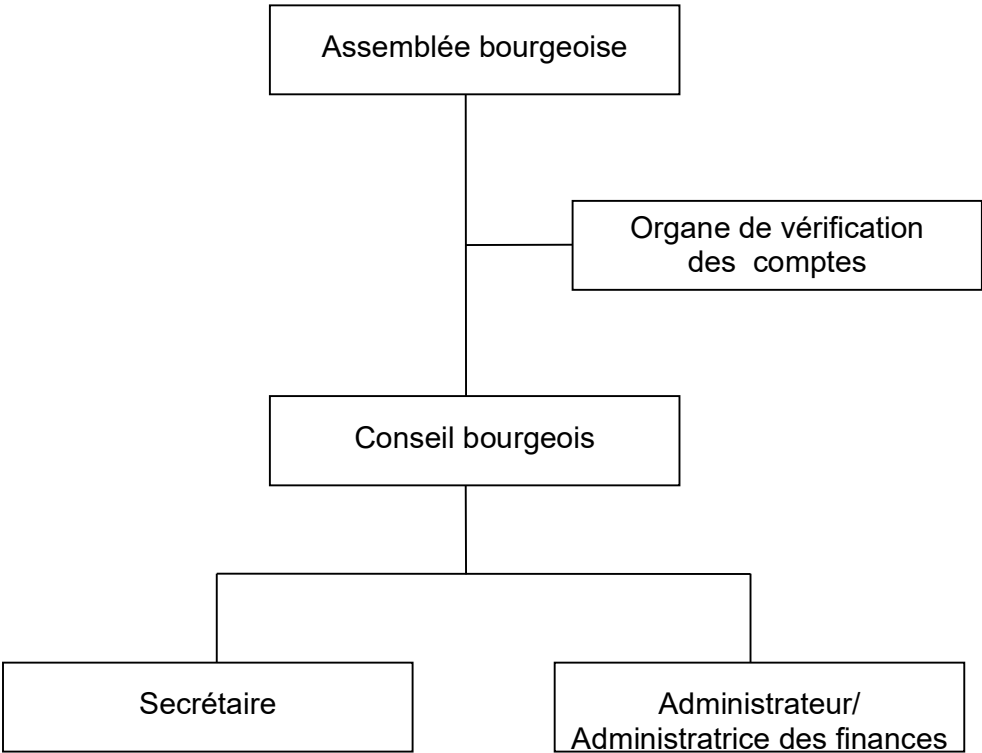 Assemblée bourgeoise
Organe de vérification
des comptes
Conseil bourgeois
Secrétaire
Administrateur/
Administratrice des finances